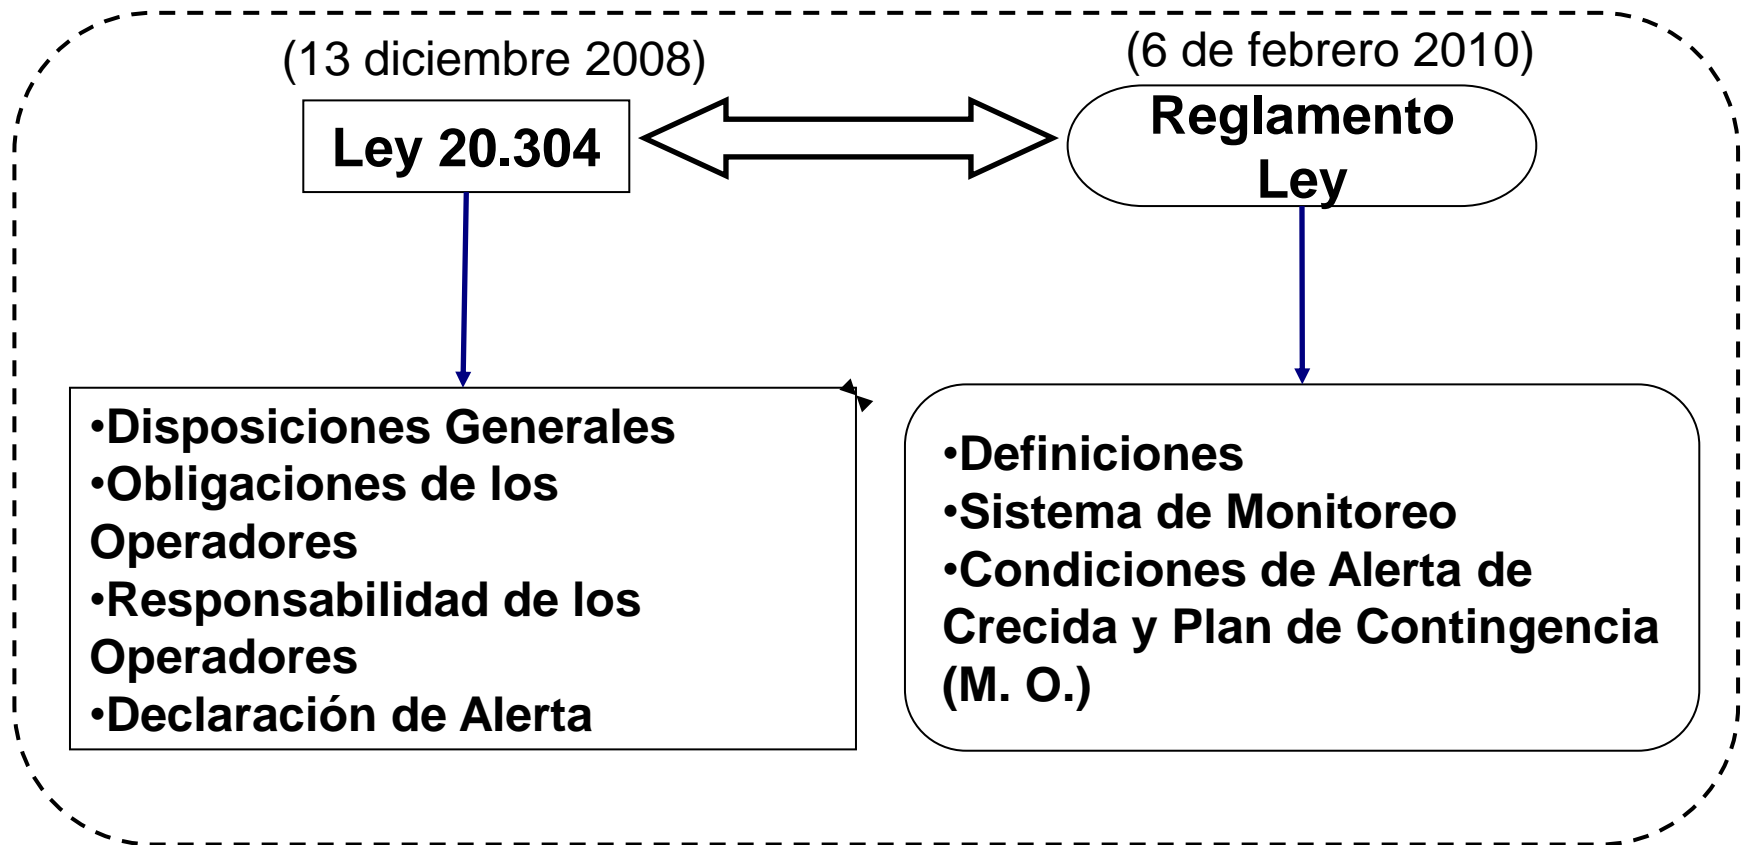 (13 diciembre 2008)
Ley 20.304
(6 de febrero 2010)
Reglamento
Ley
•Disposiciones Generales
•Obligaciones de los
Operadores
•Responsabilidad de los
Operadores
•Declaración de Alerta
•Definiciones
•Sistema de Monitoreo
•Condiciones de Alerta de
Crecida y Plan de Contingencia
(M. O.)